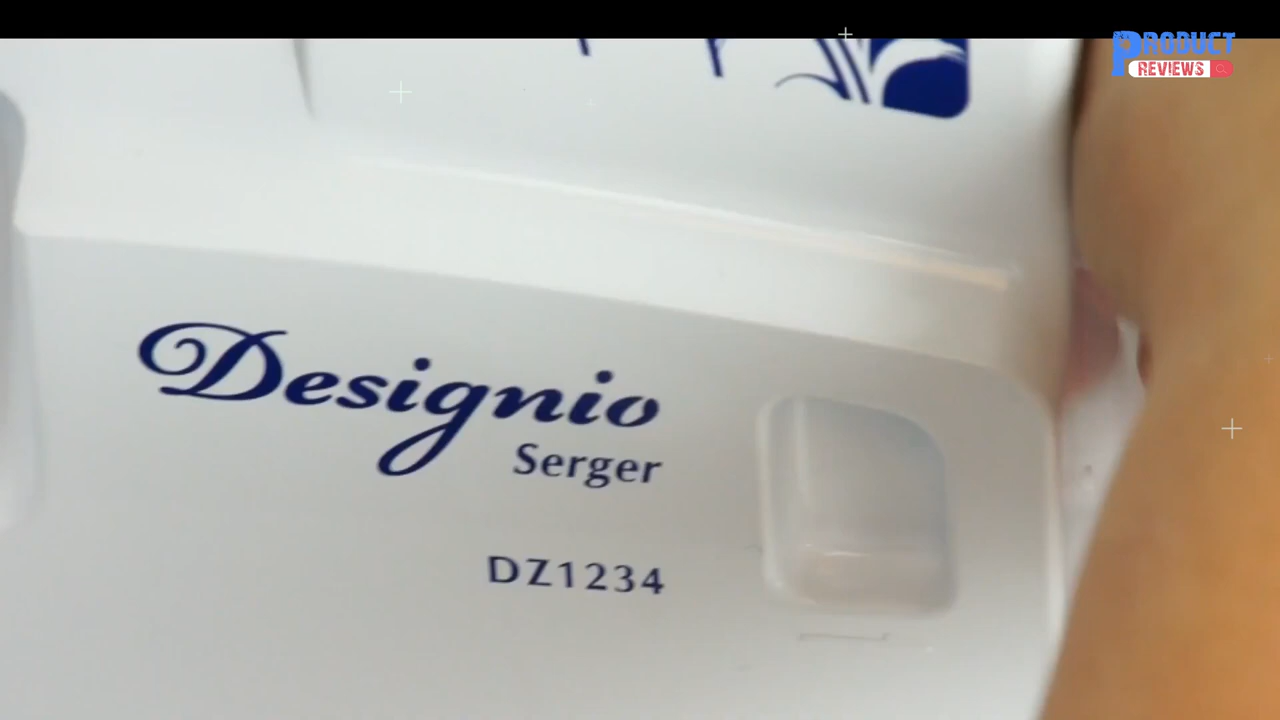 PRODUCT
REVIEWS
Designio
Serger
DZ1234